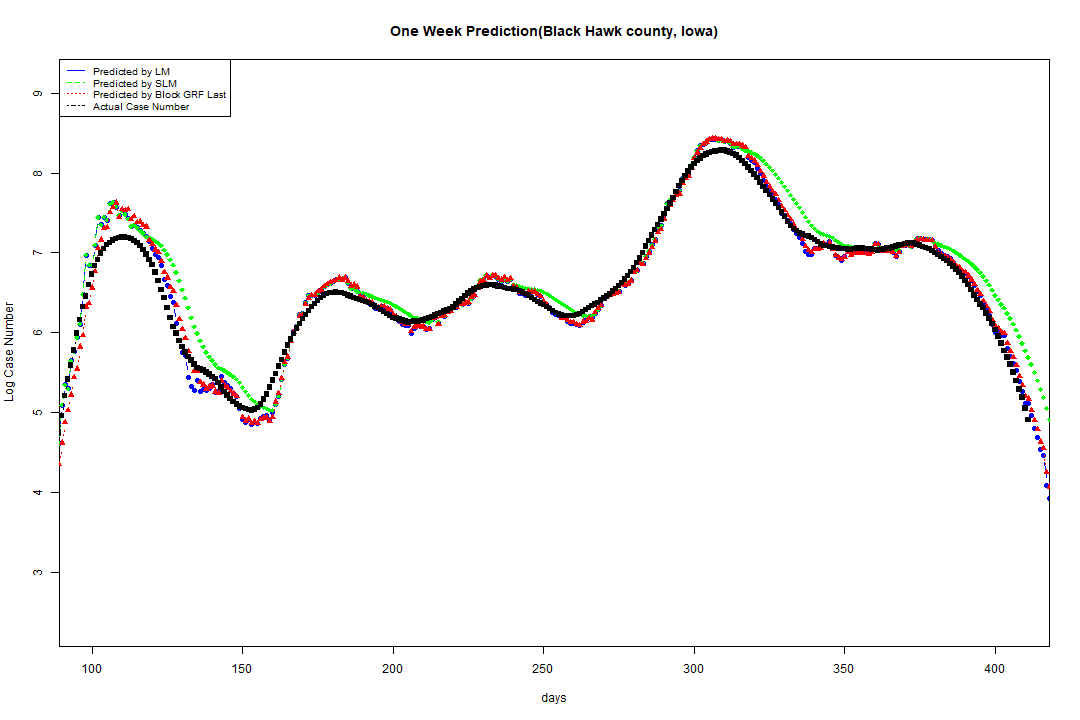 One Week Prediction(Black Hawk county, Iowa)
Predicted by LM
Predicted by SLM
Predicted by Block GRF Last
Actual Case Number
9
8
7
6
5
4
3
Log Case Number
100 150 200 250 300 350 400
days